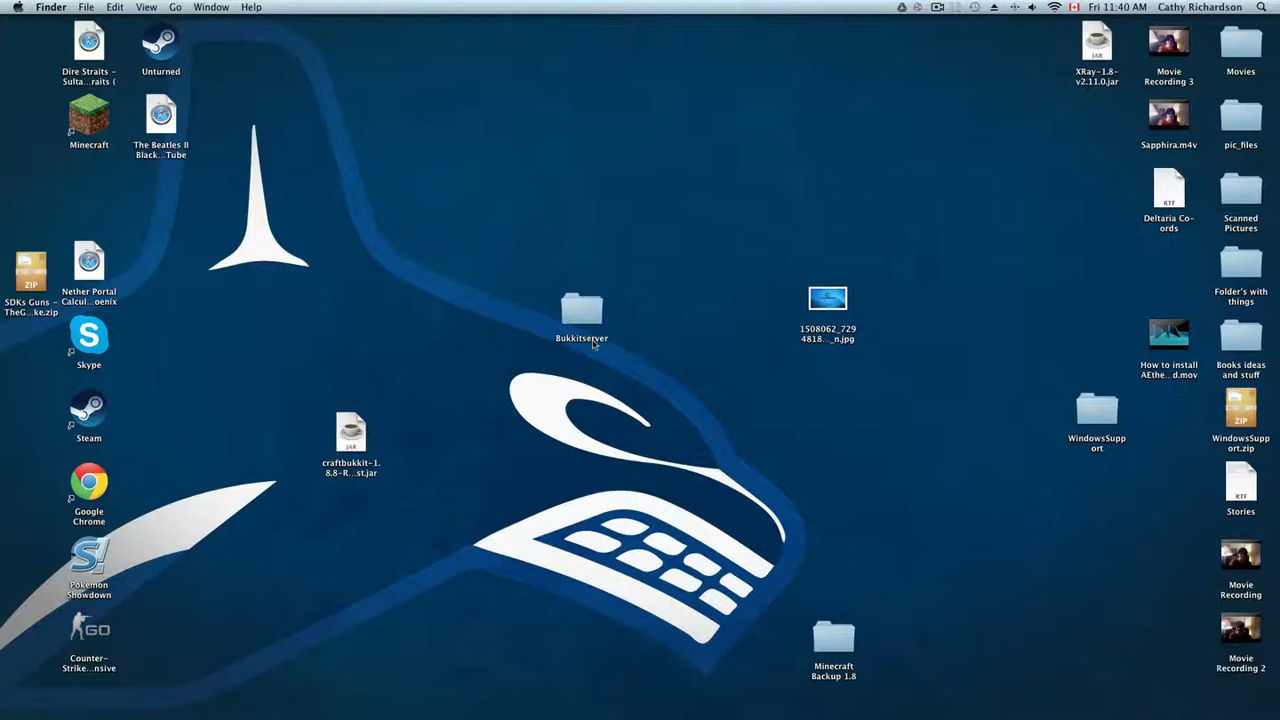 Finder File Edit View Go Window Help
Fri 11:40 AM Cathy Richardson
Dire Straits -
Sulta...raits (
Unturned
Minecraft
The Beatles II
Black...Tube
ZIP
SDKs Guns -
TheG...ke.zip
Nether Portal
Calcul...oenix
Skype
Steam
Google
Chrome
Pokemon
Showdown
GO
Counter-
Strike...nsive
JAR
craftbukkit-1.
8.8-R...st.jar
Bukkitserver
1508062_729
4818..._n.jpg
Minecraft
Backup 1.8
JAR
XRay-1.8-
v2.11.0.jar
Movie
Recording 3
Movies
Sapphira.m4v
pic_files
RTF
Deltaria Co-
ords
Scanned
Pictures
Folder's with
things
How to install
AEthe...d.mov
Books ideas
and stuff
WindowsSupp
ort
ZIP
WindowsSupp
ort.zip
RTF
Stories
Movie
Recording
Movie
Recording 2